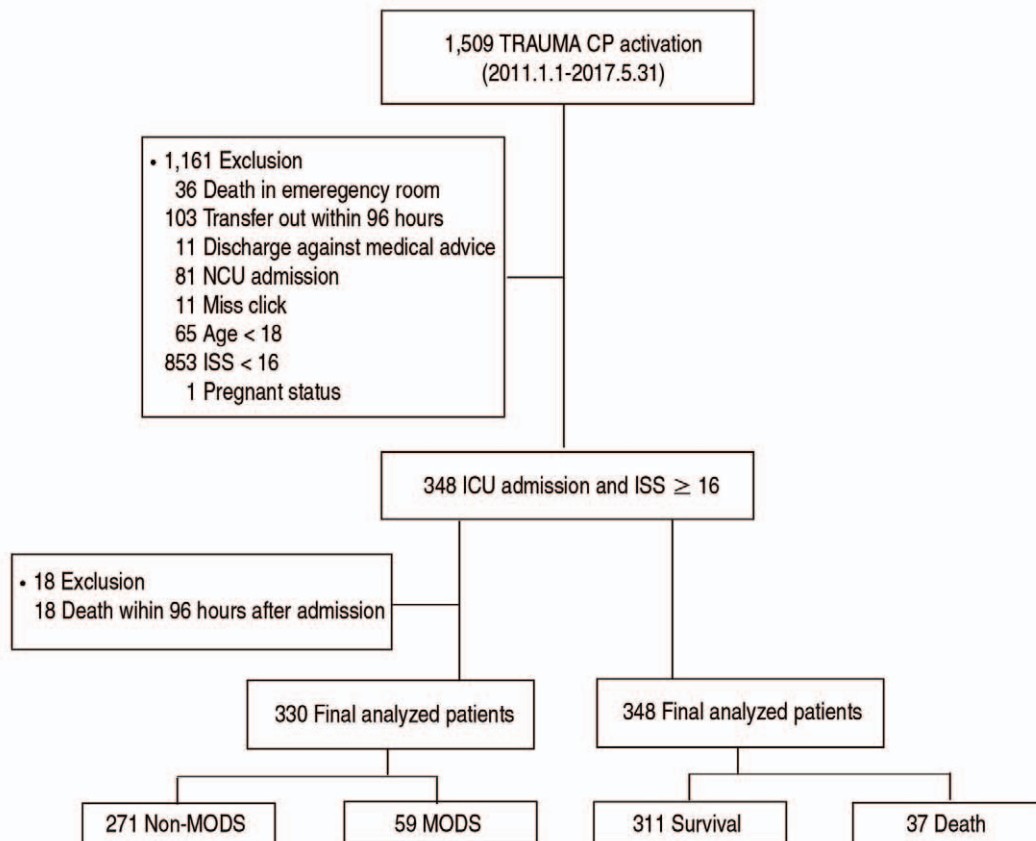 1,509 TRAUMA CP activation
(2011.1.1-2017.5.31)
• 1,161 Exclusion
36 Death in emeregency room
103 Transfer out within 96 hours
11 Discharge against medical advice
81 NCU admission
11 Miss click
65 Age < 18
853 ISS < 16
1 Pregnant status
348 ICU admission and ISS ≥ 16
• 18 Exclusion
18 Death wihin 96 hours after admission
330 Final analyzed patients
348 Final analyzed patients
271 Non-MODS
59 MODS
311 Survival
37 Death